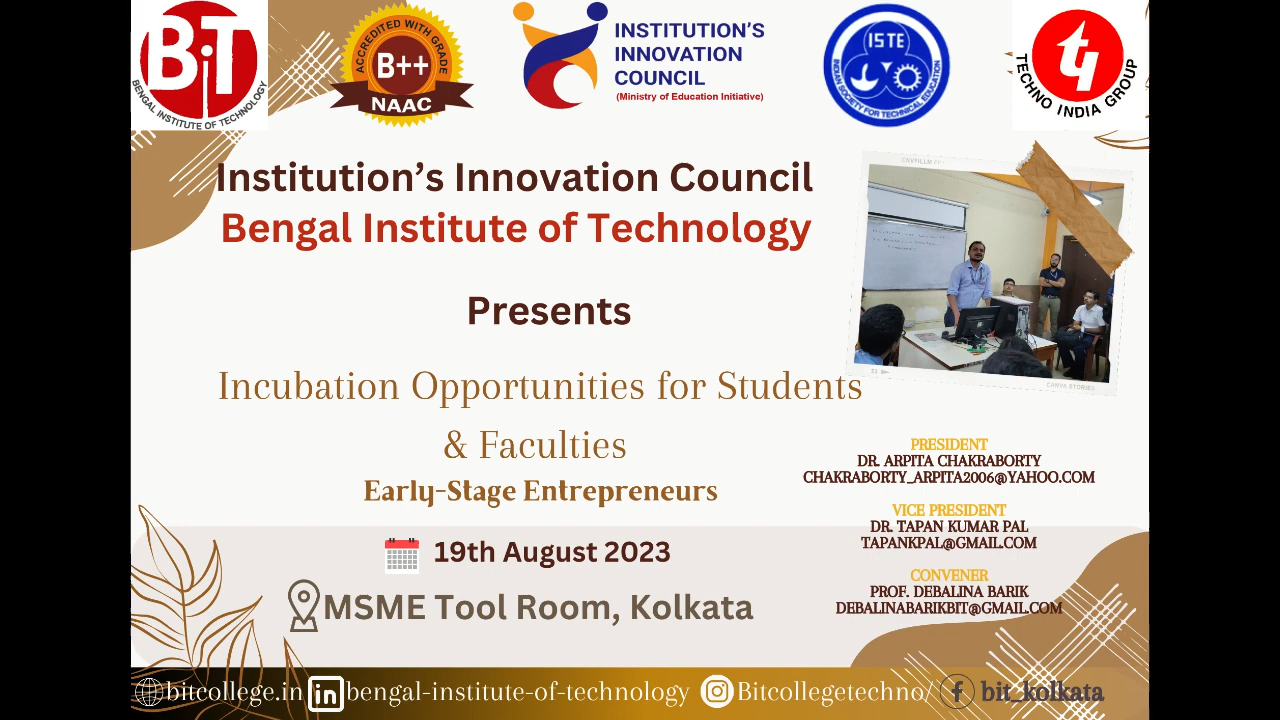 BiT
BENGAL INSTITUTE OF TECHNOLOGY
ACCREDITED WITH GRADE
B++
NAAC
INSTITUTION'S
INNOVATION
COUNCIL
(Ministry of Education Initiative)
ISTE
INDIAN SOCIETY FOR TECHNICAL EDUCATION
TECHNO INDIA GROUP
Institution's Innovation Council
Bengal Institute of Technology
Presents
Incubation Opportunities for Students
& Faculties
Early-Stage Entrepreneurs
19th August 2023
MSME Tool Room, Kolkata
CANVA STORIES
PRESIDENT
DR. ARPITA CHAKRABORTY
CHAKRABORTY_ARPITA2006@YAHOO.COM
VICE PRESIDENT
DR. TAPAN KUMAR PAL
TAPANKPAL@GMAIL.COM
CONVENER
PROF. DEBALINA BARIK
DEBALINABARIKBIT@GMAIL.COM
bitcollege.in in bengal-institute-of-technology Bitcollegetechno/ f bit_kolkata